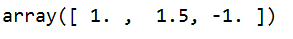 array([ 1. ,  1.5, -1. ])